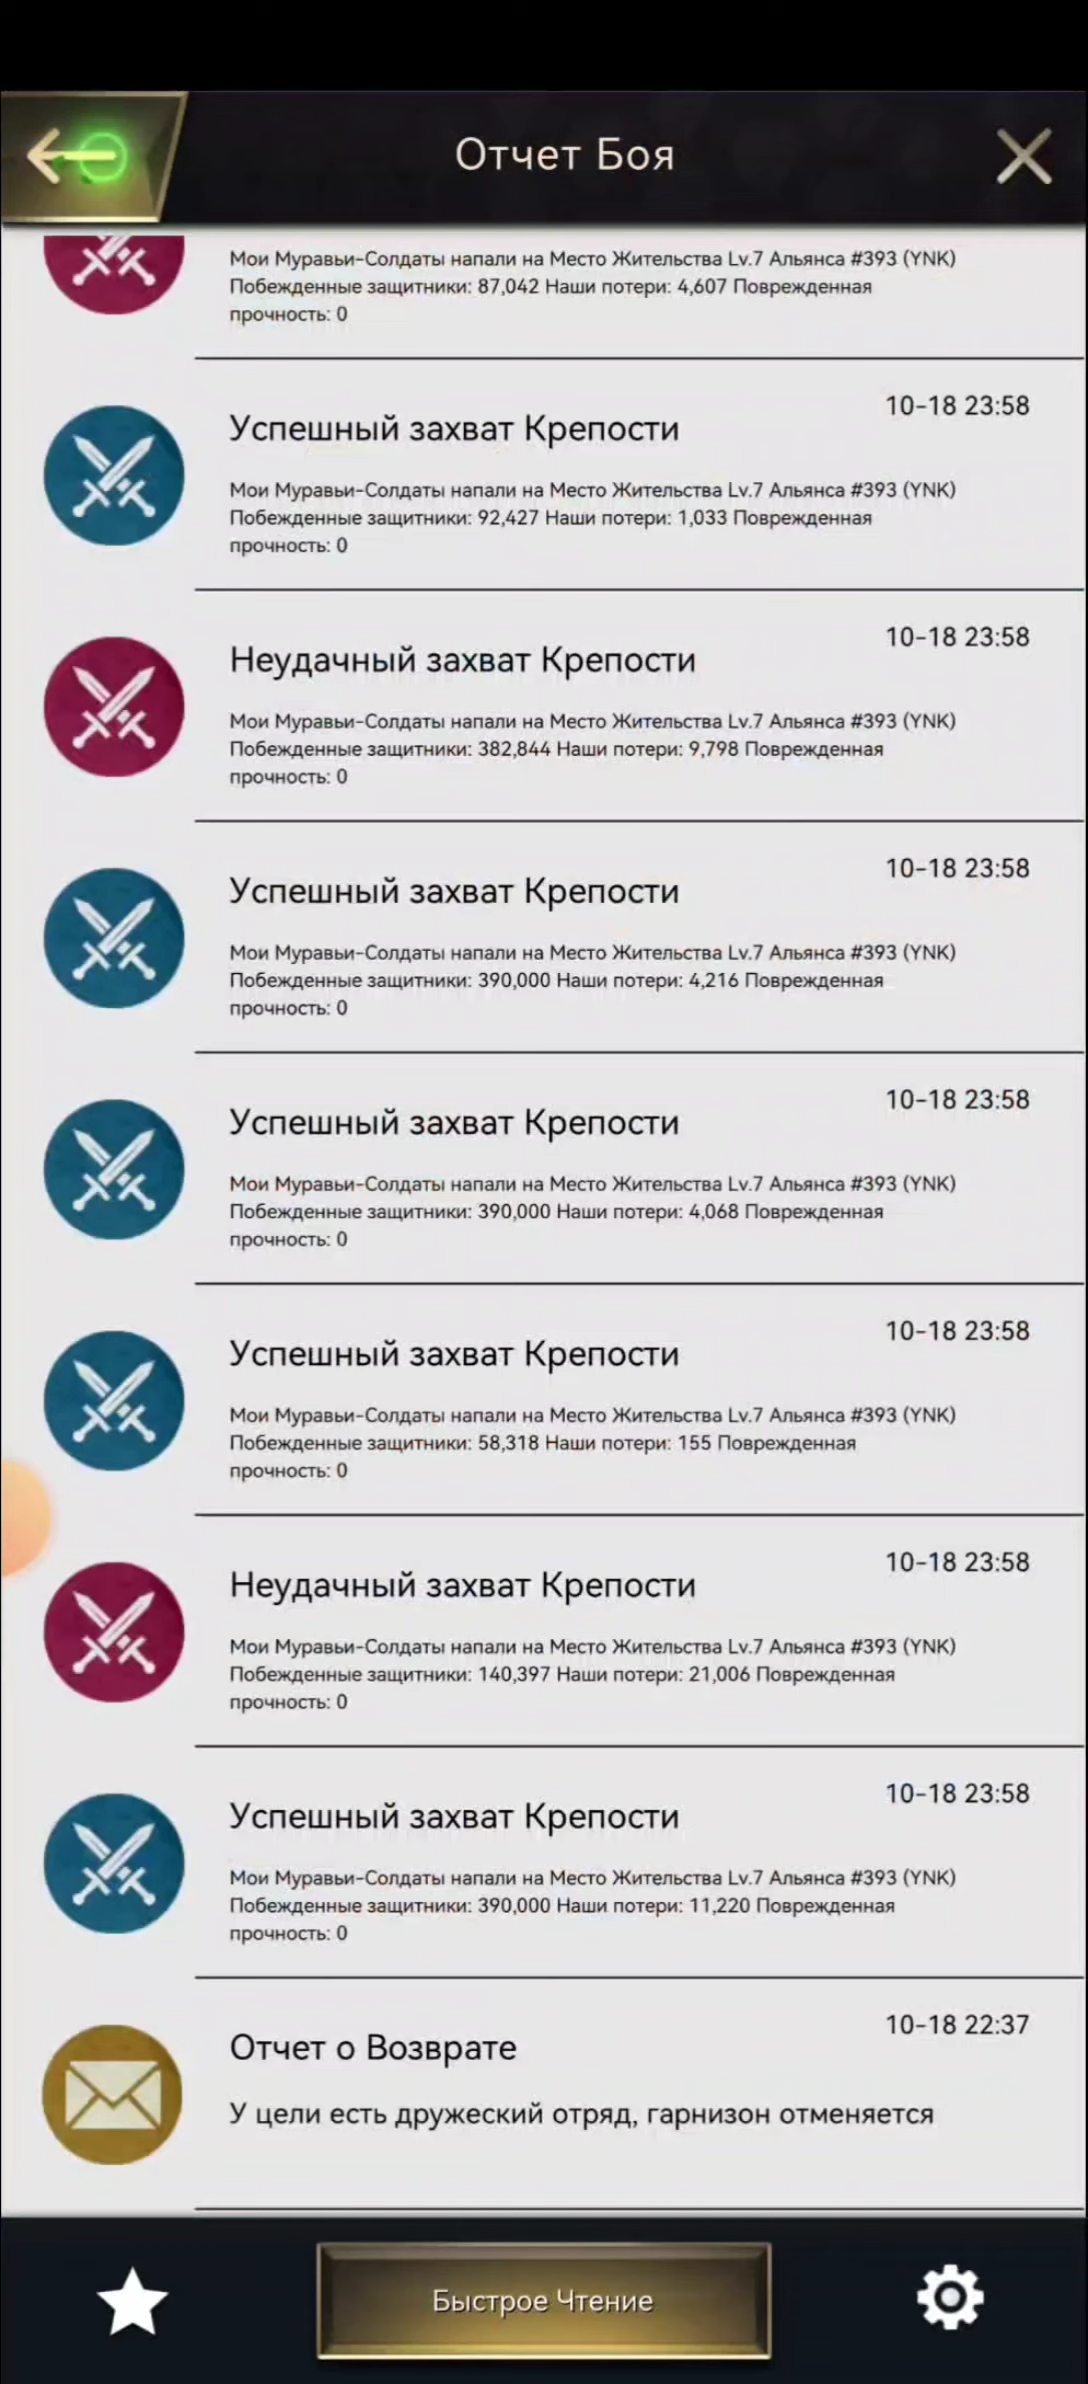 Отчет Боя
Мои Муравьи-Солдаты напали на Место Жительства Lv.7 Альянса #393 (YNK)
Побежденные защитники: 87,042 Наши потери: 4,607 Поврежденная
прочность: 0
10-18 23:58
Успешный захват Крепости
Мои Муравьи-Солдаты напали на Место Жительства Lv.7 Альянса #393 (YNK)
Побежденные защитники: 92,427 Наши потери: 1,033 Поврежденная
прочность: 0
10-18 23:58
Неудачный захват Крепости
Мои Муравьи-Солдаты напали на Место Жительства Lv.7 Альянса #393 (YNK)
Побежденные защитники: 382,844 Наши потери: 9,798 Поврежденная
прочность: 0
10-18 23:58
Успешный захват Крепости
Мои Муравьи-Солдаты напали на Место Жительства Lv.7 Альянса #393 (YNK)
Побежденные защитники: 390,000 Наши потери: 4,216 Поврежденная
прочность: 0
10-18 23:58
Успешный захват Крепости
Мои Муравьи-Солдаты напали на Место Жительства Lv.7 Альянса #393 (YNK)
Побежденные защитники: 390,000 Наши потери: 4,068 Поврежденная
прочность: 0
10-18 23:58
Успешный захват Крепости
Мои Муравьи-Солдаты напали на Место Жительства Lv.7 Альянса #393 (YNK)
Побежденные защитники: 58,318 Наши потери: 155 Поврежденная
прочность: 0
10-18 23:58
Неудачный захват Крепости
Мои Муравьи-Солдаты напали на Место Жительства Lv.7 Альянса #393 (YNK)
Побежденные защитники: 140,397 Наши потери: 21,006 Поврежденная
прочность: 0
10-18 23:58
Успешный захват Крепости
Мои Муравьи-Солдаты напали на Место Жительства Lv.7 Альянса #393 (YNK)
Побежденные защитники: 390,000 Наши потери: 11,220 Поврежденная
прочность: 0
10-18 22:37
Отчет о Возврате
У цели есть дружеский отряд, гарнизон отменяется
Быстрое Чтение